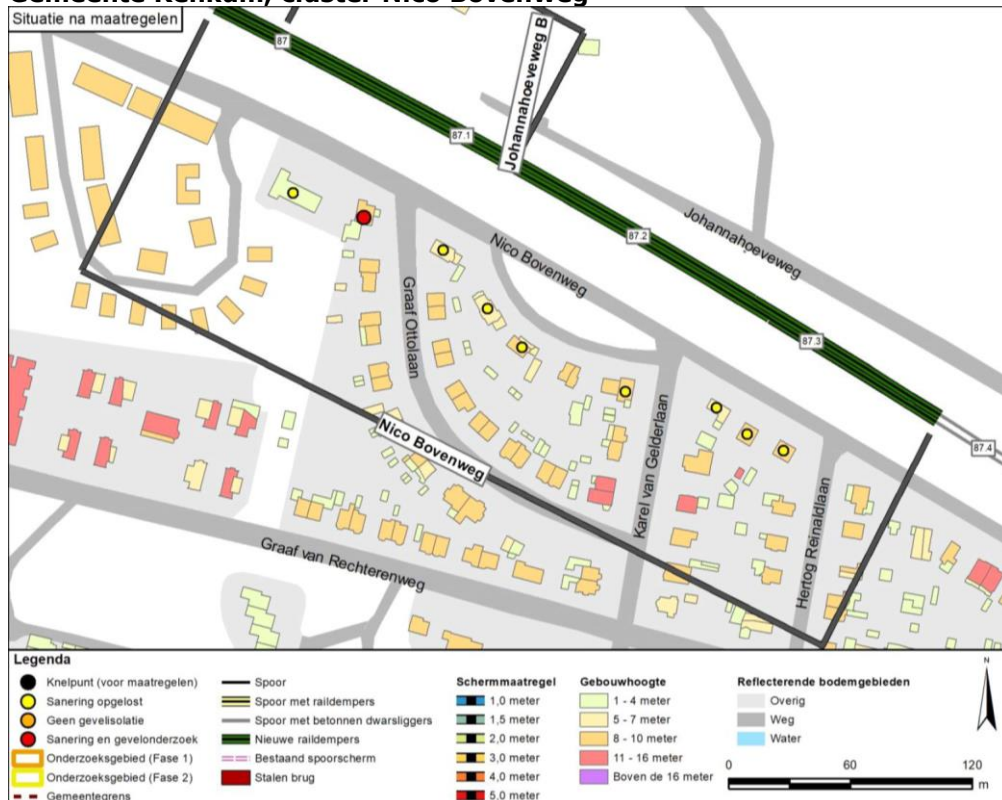 Gemeente Renkum, cluster Nico Bovenweg
Situatie na maatregelen
87
Johannahoeveweg B
87.1
87.2
Johannahoeveweg
Nico Bovenweg
Graaf Ottolaan
87.3
87.4
Nico Bovenweg
Karel van Gelderlaan
Hertog Reinaldlaan
Graaf van Rechterenweg
Legenda
Knelpunt (voor maatregelen)
Sanering opgelost
Geen gevelisolatie
Sanering en gevelonderzoek
Onderzoeksgebied (Fase 1)
Onderzoeksgebied (Fase 2)
Gemeentegrens
Spoor
Spoor met raildempers
Spoor met betonnen dwarsliggers
Nieuwe raildempers
Bestaand spoorscherm
Stalen brug
Schermmaatregel
1,0 meter
1,5 meter
2,0 meter
3,0 meter
4,0 meter
5,0 meter
Gebouwhoogte
1 - 4 meter
5 - 7 meter
8 - 10 meter
11 - 16 meter
Boven de 16 meter
Reflecterende bodemgebieden
Overig
Weg
Water
N
0 60 120
m